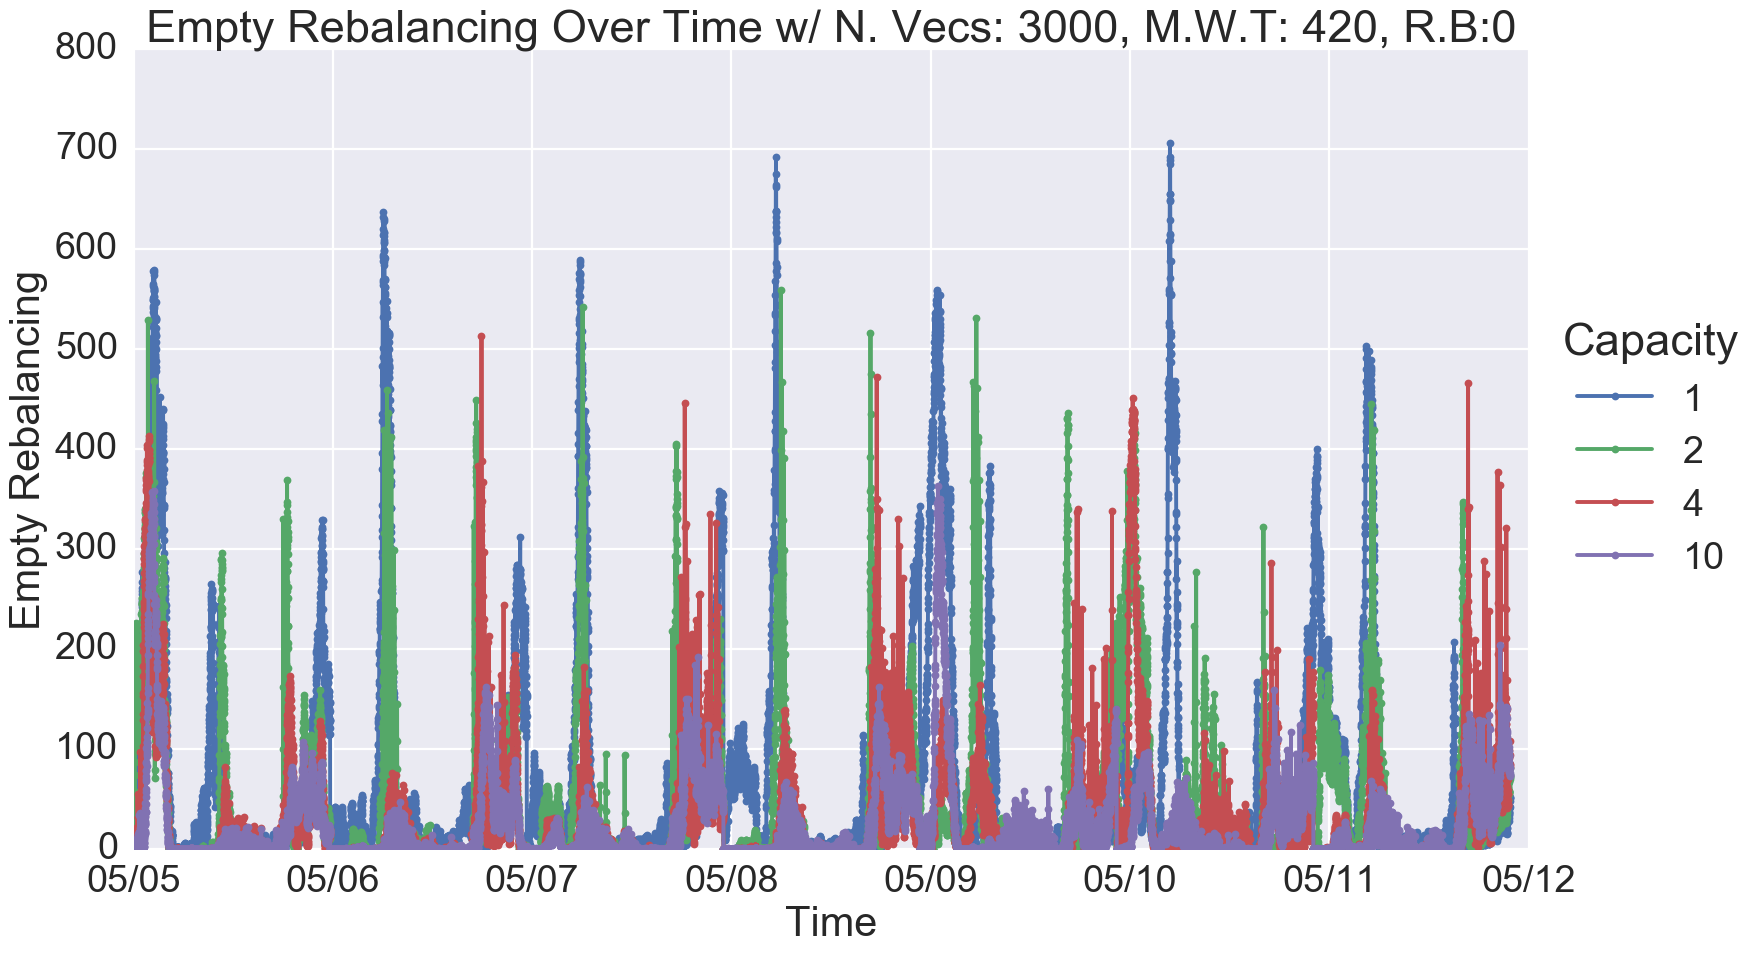 Empty Rebalancing Over Time w/ N. Vecs: 3000, M.W.T: 420, R.B:0
Empty Rebalancing
800
700
600
500
400
300
200
100
0
05/05 05/06 05/07 05/08 05/09 05/10 05/11 05/12
Time
Capacity
1
2
4
10